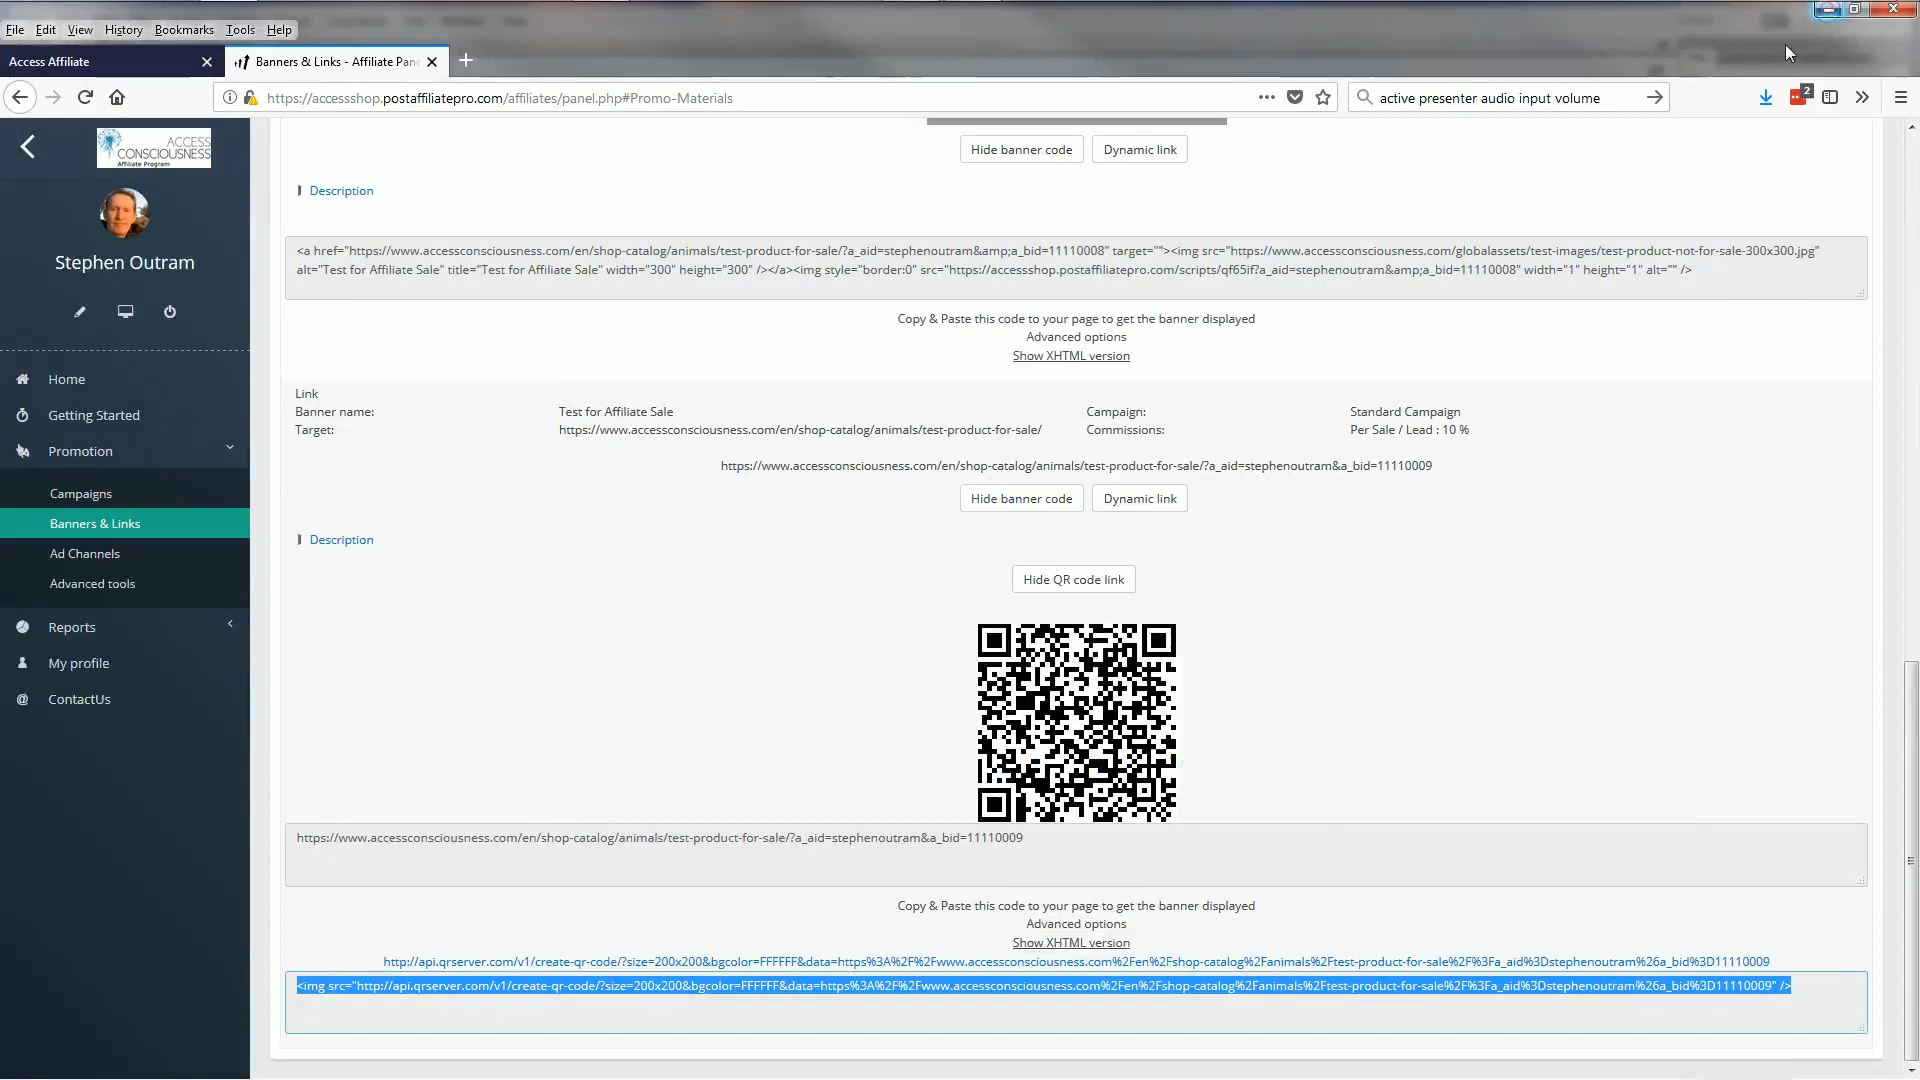 File Edit View History Bookmarks Tools Help
Access Affiliate
Banners & Links - Affiliate Pan
https://accessshop.postaffiliatepro.com/affiliates/panel.php#Promo-Materials
active presenter audio input volume
2
ACCESS
CONSCIOUSNESS
Affiliate Program
Stephen Outram
Home
Getting Started
Promotion
Campaigns
Banners & Links
Ad Channels
Advanced tools
Reports
My profile
ContactUs
Hide banner code Dynamic link
Description
<a href="https://www.accessconsciousness.com/en/shop-catalog/animals/test-product-for-sale/?a_aid=stephenoutram&amp;a_bid=11110008" target=""><img src="https://www.accessconsciousness.com/globalassets/test-images/test-product-not-for-sale-300x300.jpg"
alt="Test for Affiliate Sale" title="Test for Affiliate Sale" width="300" height="300" /></a><img style="border:0" src="https://accessshop.postaffiliatepro.com/scripts/qf65if?a_aid=stephenoutram&amp;a_bid=11110008" width="1" height="1" alt="" />
Copy & Paste this code to your page to get the banner displayed
Advanced options
Show XHTML version
Link
Banner name: Test for Affiliate Sale Campaign: Standard Campaign
Target: https://www.accessconsciousness.com/en/shop-catalog/animals/test-product-for-sale/ Commissions: Per Sale / Lead : 10 %
https://www.accessconsciousness.com/en/shop-catalog/animals/test-product-for-sale/?a_aid=stephenoutram&a_bid=11110009
Hide banner code Dynamic link
Description
Hide QR code link
https://www.accessconsciousness.com/en/shop-catalog/animals/test-product-for-sale/?a_aid=stephenoutram&a_bid=11110009
Copy & Paste this code to your page to get the banner displayed
Advanced options
Show XHTML version
http://api.qrserver.com/v1/create-qr-code/?size=200x200&bgcolor=FFFFFF&data=https%3A%2F%2Fwww.accessconsciousness.com%2Fen%2Fshop-catalog%2Fanimals%2Ftest-product-for-sale%2F%3Fa_aid%3Dstephenoutram%26a_bid%3D11110009
<img src="http://api.qrserver.com/v1/create-qr-code/?size=200x200&bgcolor=FFFFFF&data=https%3A%2F%2Fwww.accessconsciousness.com%2Fen%2Fshop-catalog%2Fanimals%2Ftest-product-for-sale%2F%3Fa_aid%3Dstephenoutram%26a_bid%3D11110009" />